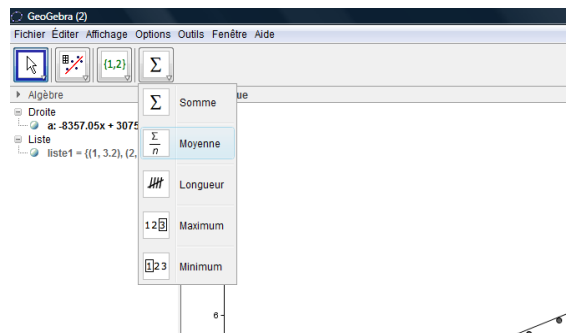 GeoGebra (2)
Fichier Éditer Affichage Options Outils Fenêtre Aide
{1,2} Σ
Algèbre ue
Droite
a: -8357.05x + 3075
Liste
liste1 = {(1, 3.2), (2,
Σ Somme
Σ/n Moyenne
Longueur
123 Maximum
123 Minimum
6